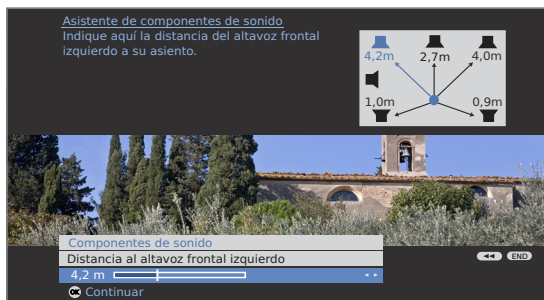 Asistente de componentes de sonido
Indique aquí la distancia del altavoz frontal
izquierdo a su asiento.
4,2m 2,7m 4,0m
1,0m 0,9m
Componentes de sonido
Distancia al altavoz frontal izquierdo
4,2 m
OK Continuar
END